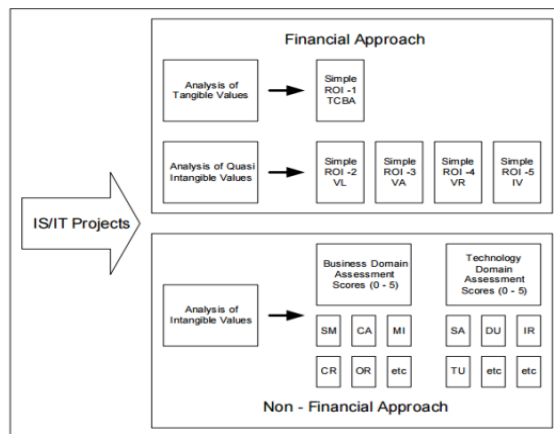 Financial Approach
Analysis of
Tangible Values
Simple
ROI -1
TCBA
Analysis of Quasi
Intangible Values
Simple
ROI -2
VL
Simple
ROI -3
VA
Simple
ROI -4
VR
Simple
ROI -5
IV
IS/IT Projects
Business Domain
Assessment
Scores (0 - 5)
Technology
Domain
Assessment
Scores (0 - 5)
Analysis of
Intangible Values
SM
CA
MI
SA
DU
IR
CR
OR
etc
TU
etc
etc
Non - Financial Approach